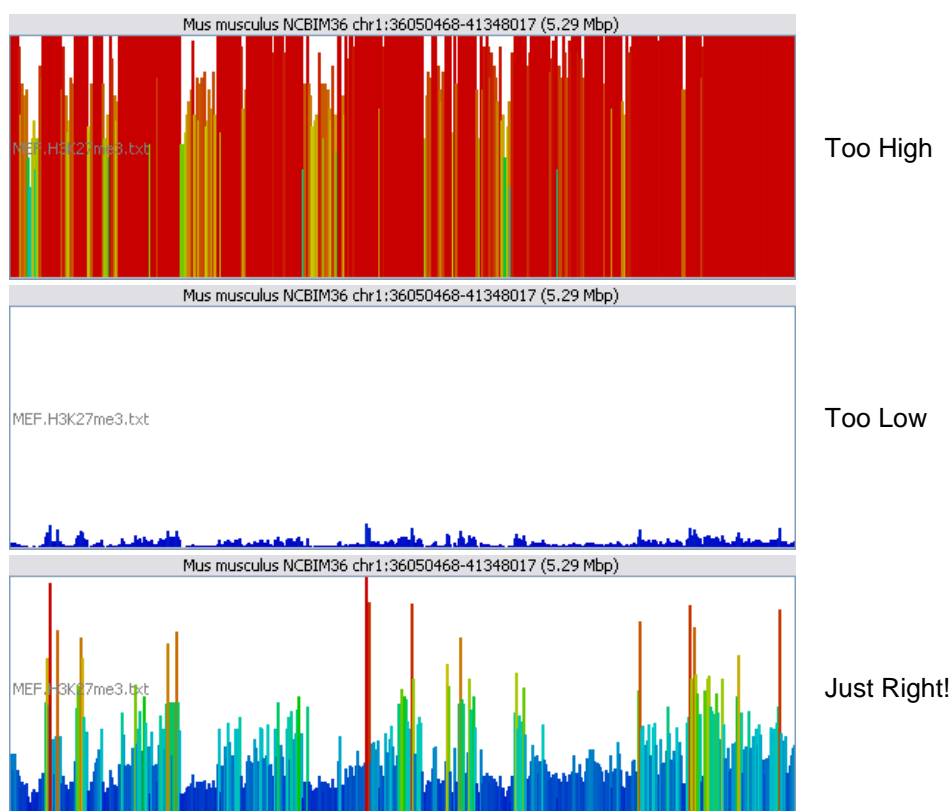 Mus musculus NCBIM36 chr1:36050468-41348017 (5.29 Mbp)
MEF.H3K27me3.txt
Too High
Mus musculus NCBIM36 chr1:36050468-41348017 (5.29 Mbp)
MEF.H3K27me3.txt
Too Low
Mus musculus NCBIM36 chr1:36050468-41348017 (5.29 Mbp)
MEF.H3K27me3.txt
Just Right!